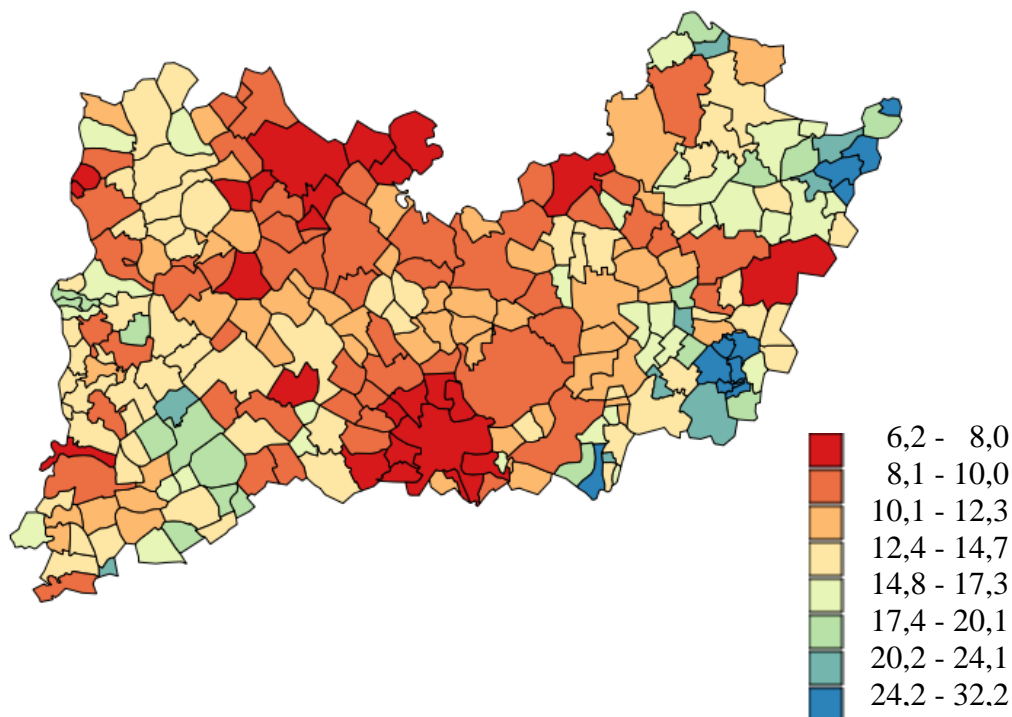 6,2 - 8,0
8,1 - 10,0
10,1 - 12,3
12,4 - 14,7
14,8 - 17,3
17,4 - 20,1
20,2 - 24,1
24,2 - 32,2